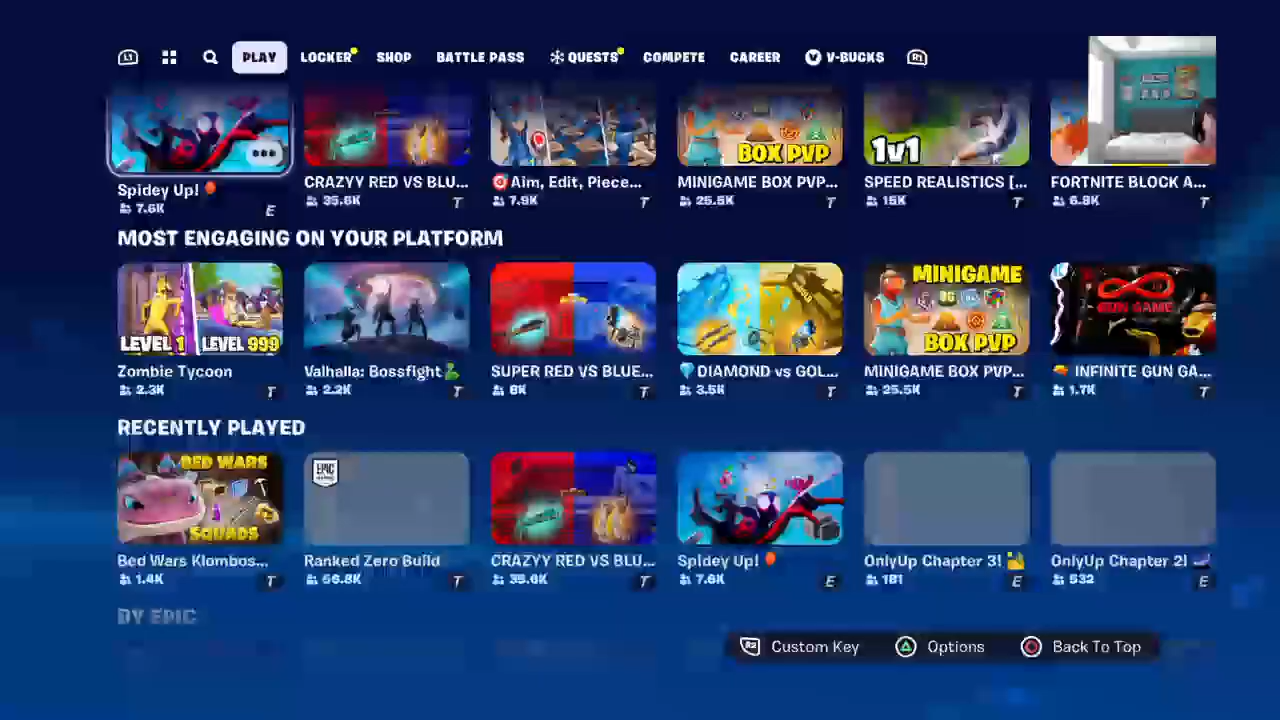 L1 PLAY LOCKER SHOP BATTLE PASS QUESTS COMPETE CAREER V V-BUCKS R1
BOX PVP
1v1
Spidey Up!
CRAZYY RED VS BLU...
Aim, Edit, Piece...
MINIGAME BOX PVP...
SPEED REALISTICS [...
FORTNITE BLOCK A...
7.6K E
35.6K T
7.9K T
25.5K T
15K T
6.8K T
MOST ENGAGING ON YOUR PLATFORM
LEVEL 1 LEVEL 999
MINIGAME
BOX PVP
GUN GAME
Zombie Tycoon
Valhalla: Bossfight
SUPER RED VS BLUE...
DIAMOND vs GOL...
MINIGAME BOX PVP...
INFINITE GUN GA...
2.3K T
2.2K T
6K T
3.5K T
25.5K T
1.7K T
RECENTLY PLAYED
BED WARS
SQUADS
EPIC
GAMES
Bed Wars Klombos...
Ranked Zero Build
CRAZYY RED VS BLU...
Spidey Up!
OnlyUp Chapter 3!
OnlyUp Chapter 2!
1.4K T
56.8K T
35.6K T
7.6K E
181 E
532 E
BY EPIC
R2 Custom Key Options Back To Top